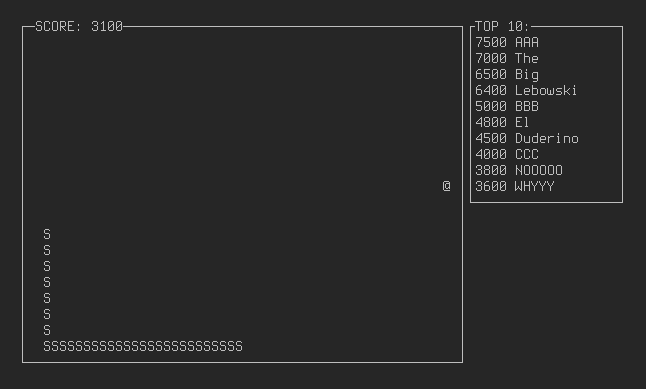 SCORE: 3100
TOP 10:
7500 AAA
7000 The
6500 Big
6400 Lebowski
5000 BBB
4800 El
4500 Duderino
4000 CCC
3800 NOOOOO
3600 WHYYY
@
S
S
S
S
S
S
S
SSSSSSSSSSSSSSSSSSSSSSSSS